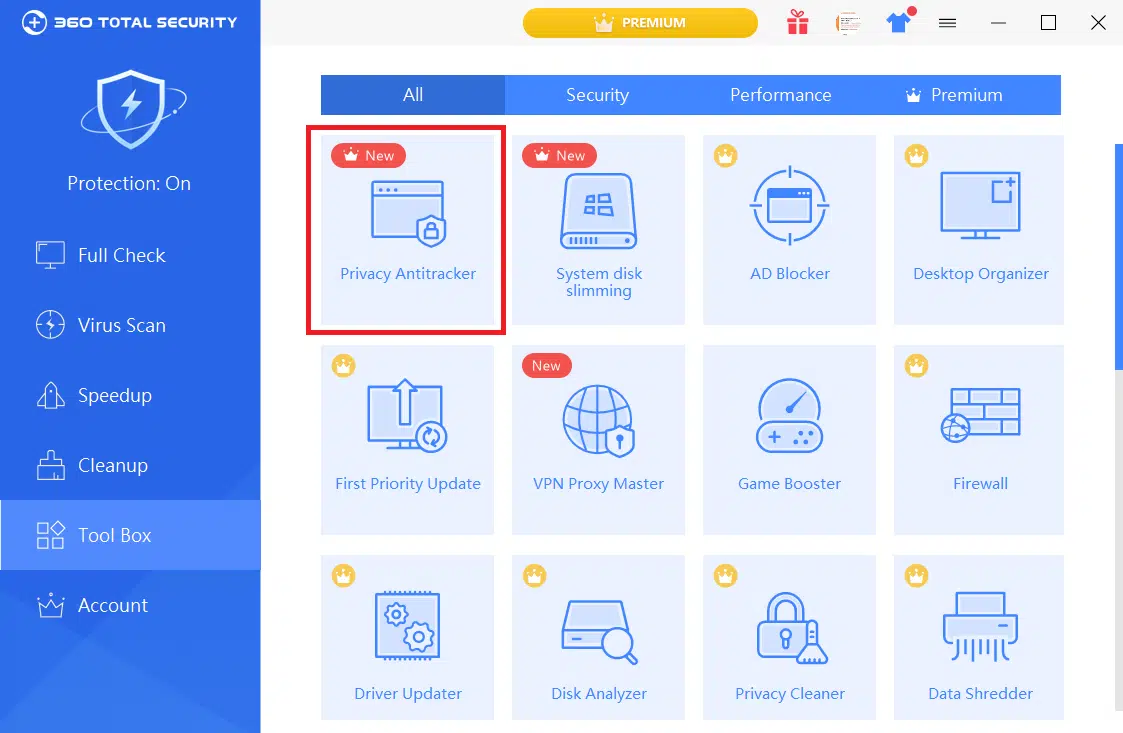 360 TOTAL SECURITY
PREMIUM
Protection: On
Full Check
Virus Scan
Speedup
Cleanup
Tool Box
Account
All
Security
Performance
Premium
New
Privacy Antitracker
New
System disk
slimming
AD Blocker
Desktop Organizer
First Priority Update
New
VPN Proxy Master
Game Booster
Firewall
Driver Updater
Disk Analyzer
Privacy Cleaner
Data Shredder